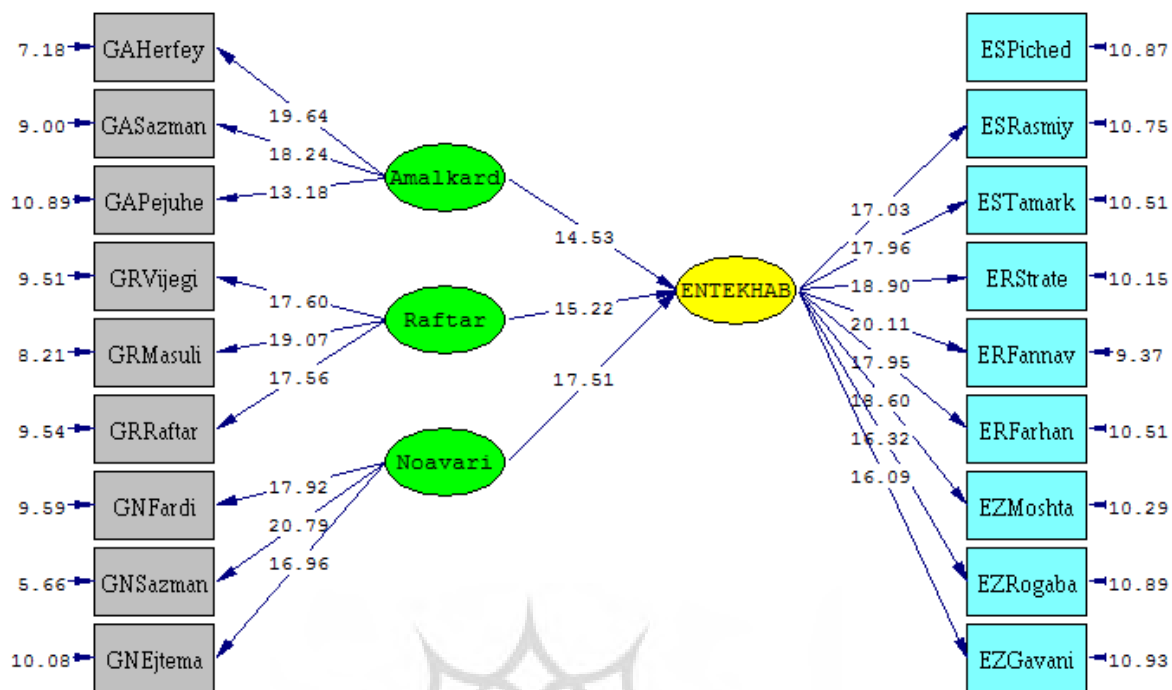 7.18 GAHerfey
9.00 GASazman
10.89 GAPejuhe
9.51 GRVijegi
8.21 GRMasuli
9.54 GRRaftar
9.59 GNFardi
5.66 GNSazman
10.08 GNEjtema
19.64
18.24
13.18
17.60
19.07
17.56
17.92
20.79
16.96
Amalkard
Raftar
Noavari
14.53
15.22
17.51
ENTEKHAB
17.03
17.96
18.90
20.11
17.95
18.60
16.32
16.09
ESPiched 10.87
ESRasmiy 10.75
ESTamark 10.51
ERStrate 10.15
ERFannav 9.37
ERFarhan 10.51
EZMoshta 10.29
EZRogaba 10.89
EZGavani 10.93